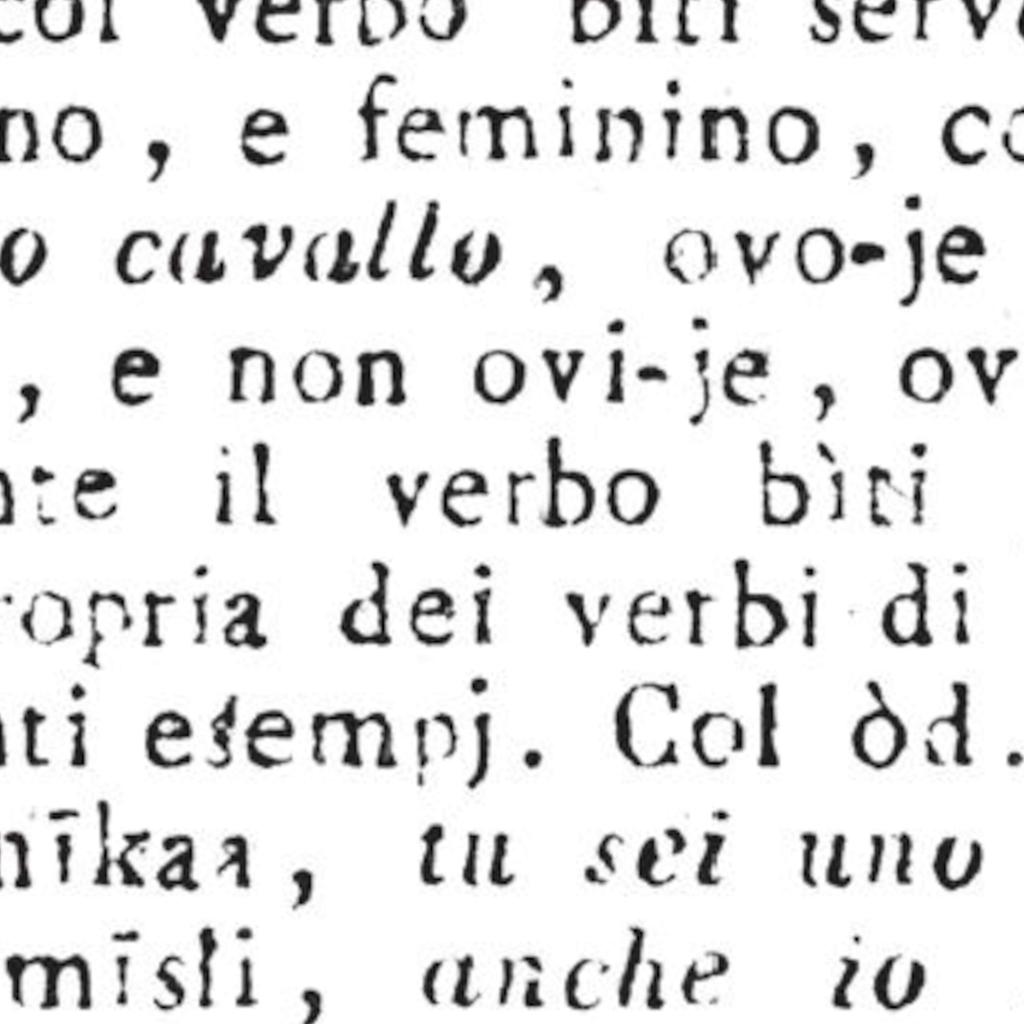 col verbo biti serv
no, e feminino, co
o cavallo, ovo-je
, e non ovi-je, ov
nte il verbo bìti
ropria dei verbi di
nti esempj. Col òd.
nīkaa, tu sei uno
mīsli, anche io